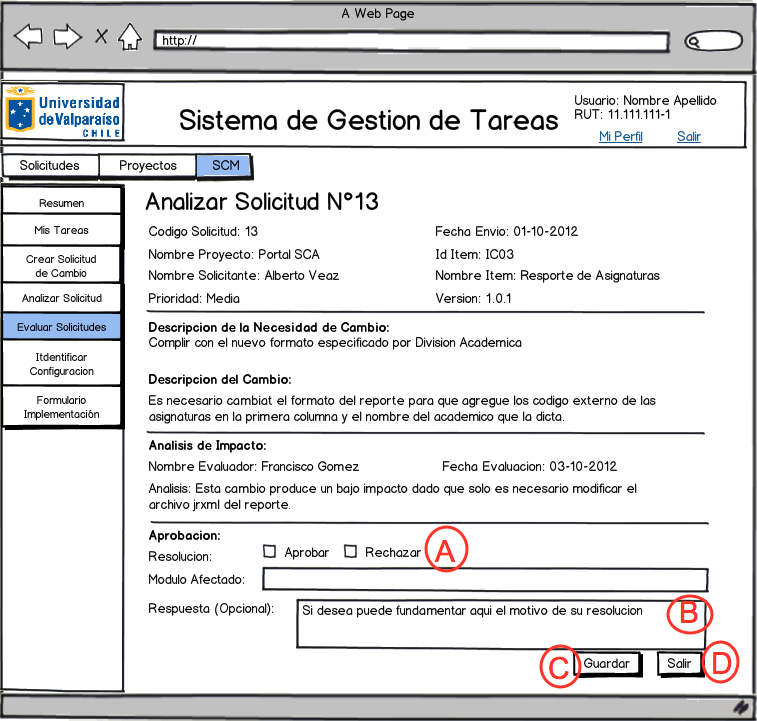 A Web Page
http://
Universidad
de Valparaíso
CHILE
Sistema de Gestion de Tareas
Usuario: Nombre Apellido
RUT: 11.111.111-1
Mi Perfil Salir
Solicitudes Proyectos SCM
Resumen
Mis Tareas
Crear Solicitud
de Cambio
Analizar Solicitud
Evaluar Solicitudes
Itdentificar
Configuracion
Formulario
Implementación
Analizar Solicitud N°13
Codigo Solicitud: 13 Fecha Envio: 01-10-2012
Nombre Proyecto: Portal SCA Id Item: IC03
Nombre Solicitante: Alberto Veaz Nombre Item: Resporte de Asignaturas
Prioridad: Media Version: 1.0.1
Descripcion de la Necesidad de Cambio:
Complir con el nuevo formato especificado por Division Academica
Descripcion del Cambio:
Es necesario cambiat el formato del reporte para que agregue los codigo externo de las
asignaturas en la primera columna y el nombre del academico que la dicta.
Analisis de Impacto:
Nombre Evaluador: Francisco Gomez Fecha Evaluacion: 03-10-2012
Analisis: Esta cambio produce un bajo impacto dado que solo es necesario modificar el
archivo jrxml del reporte.
Aprobacion:
Resolucion: Aprobar Rechazar A
Modulo Afectado:
Respuesta (Opcional): Si desea puede fundamentar aqui el motivo de su resolucion B
C Guardar Salir D